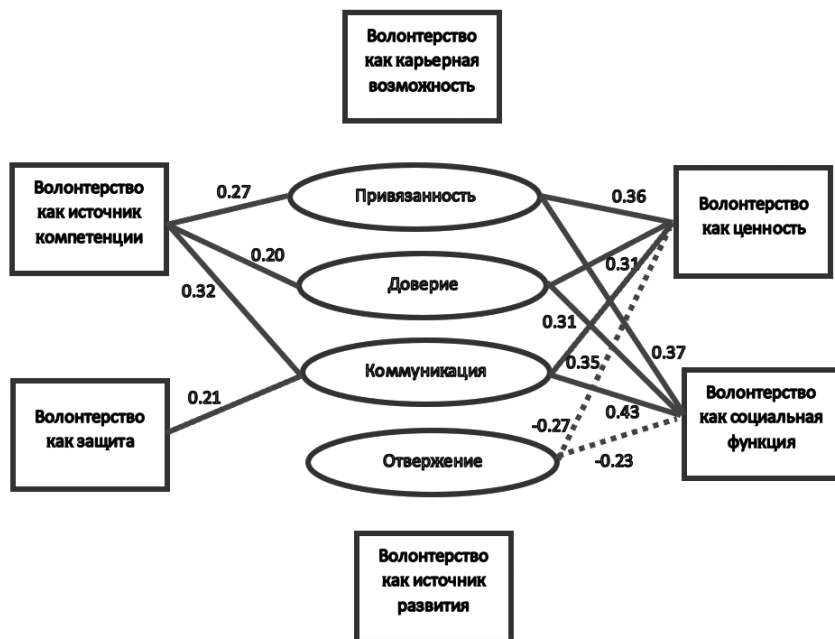 Волонтерство
как карьерная
возможность
Волонтерство
как источник
компетенции
0.27
Привязанность
0.36
Волонтерство
как ценность
0.20
Доверие
0.31
0.32
0.31
Коммуникация
0.35
0.37
Волонтерство
как защита
0.21
0.43
Волонтерство
как социальная
функция
-0.27
Отвержение
-0.23
Волонтерство
как источник
развития